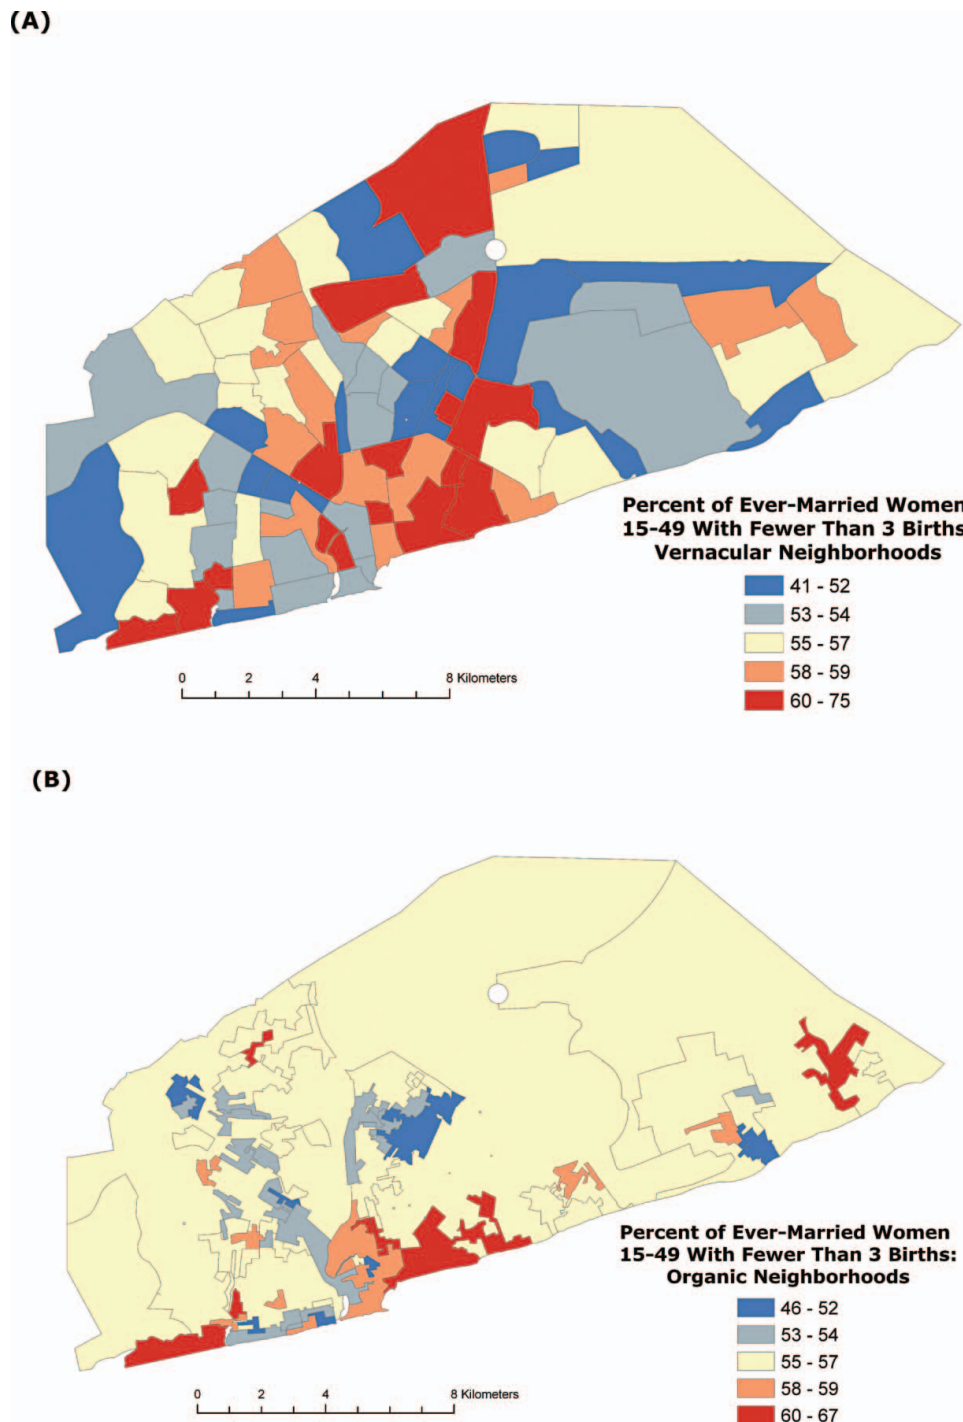 (A)
Percent of Ever-Married Women
15-49 With Fewer Than 3 Births
Vernacular Neighborhoods
41 - 52
53 - 54
55 - 57
58 - 59
60 - 75
0 2 4 8 Kilometers
(B)
Percent of Ever-Married Women
15-49 With Fewer Than 3 Births:
Organic Neighborhoods
46 - 52
53 - 54
55 - 57
58 - 59
60 - 67
0 2 4 8 Kilometers